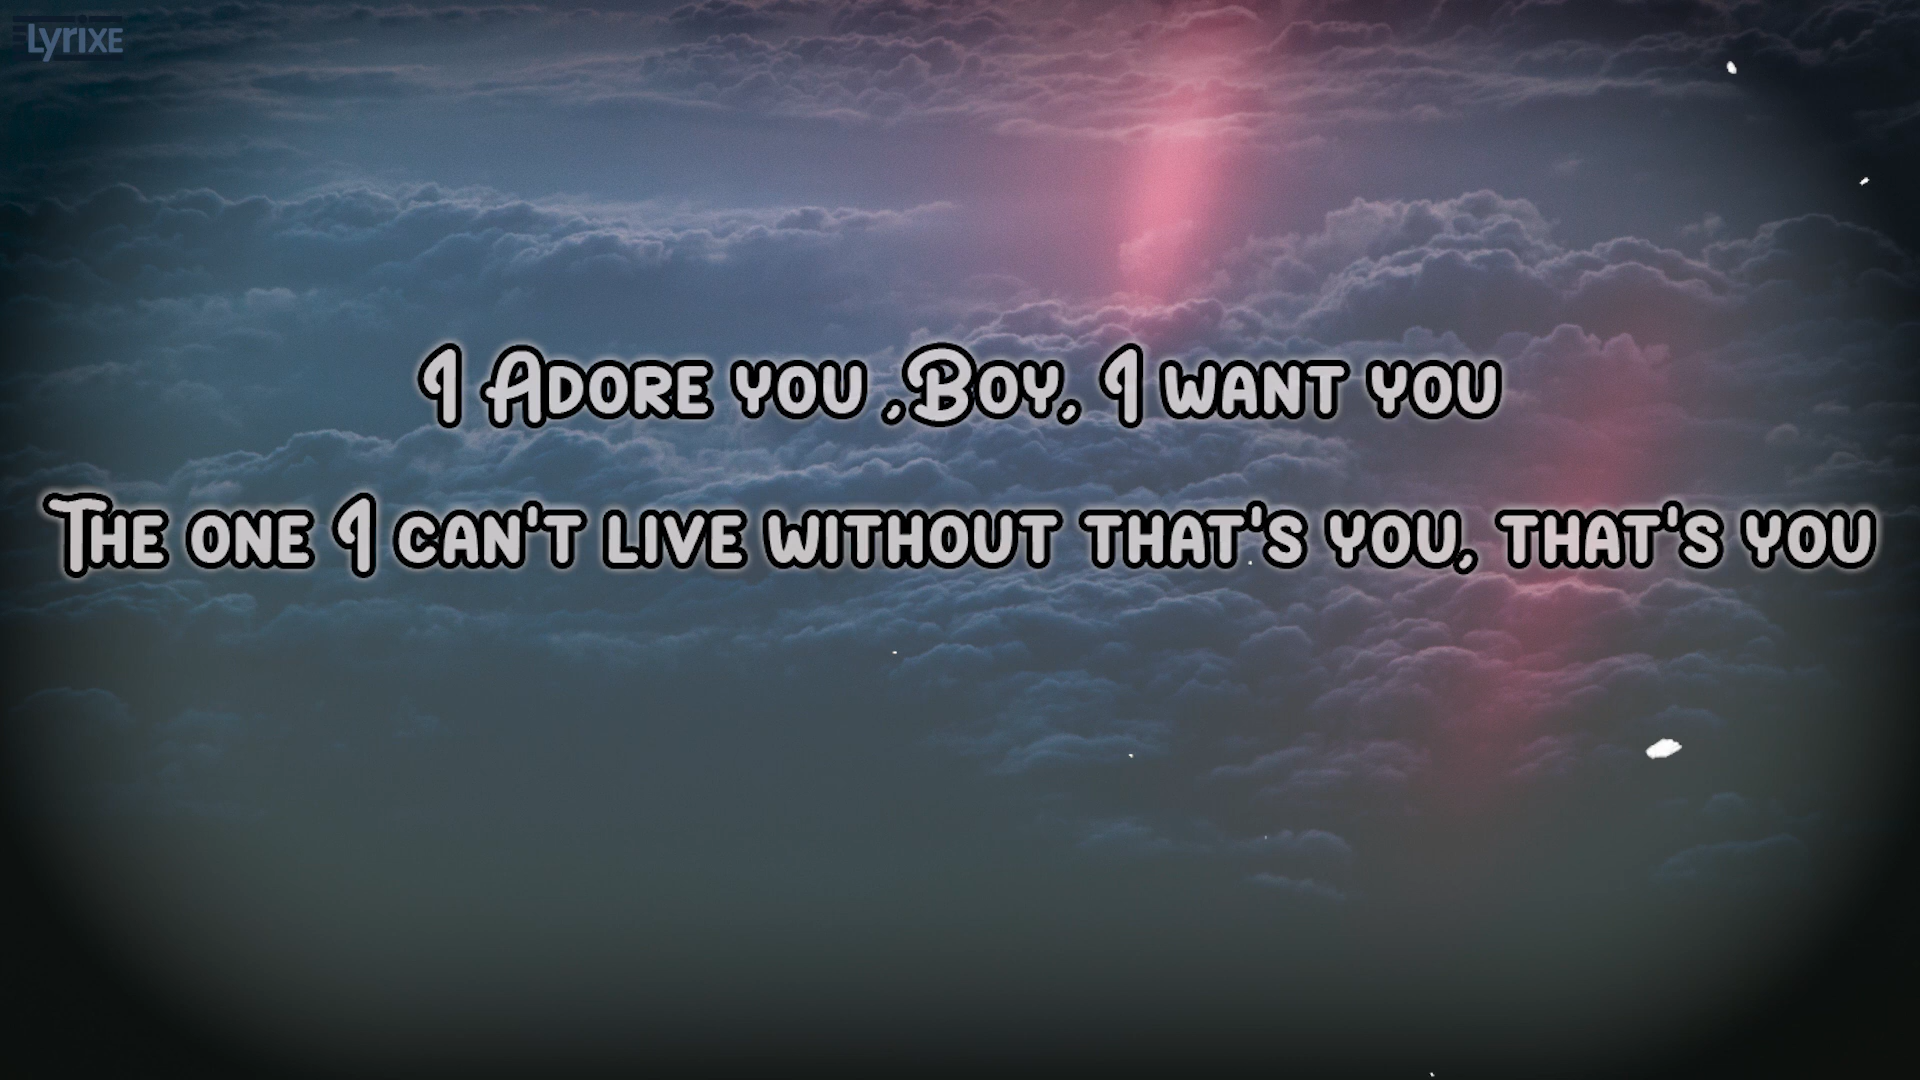 Lyrixe
I Adore you ,Boy, I want you
The one I can't live without that's you, that's you